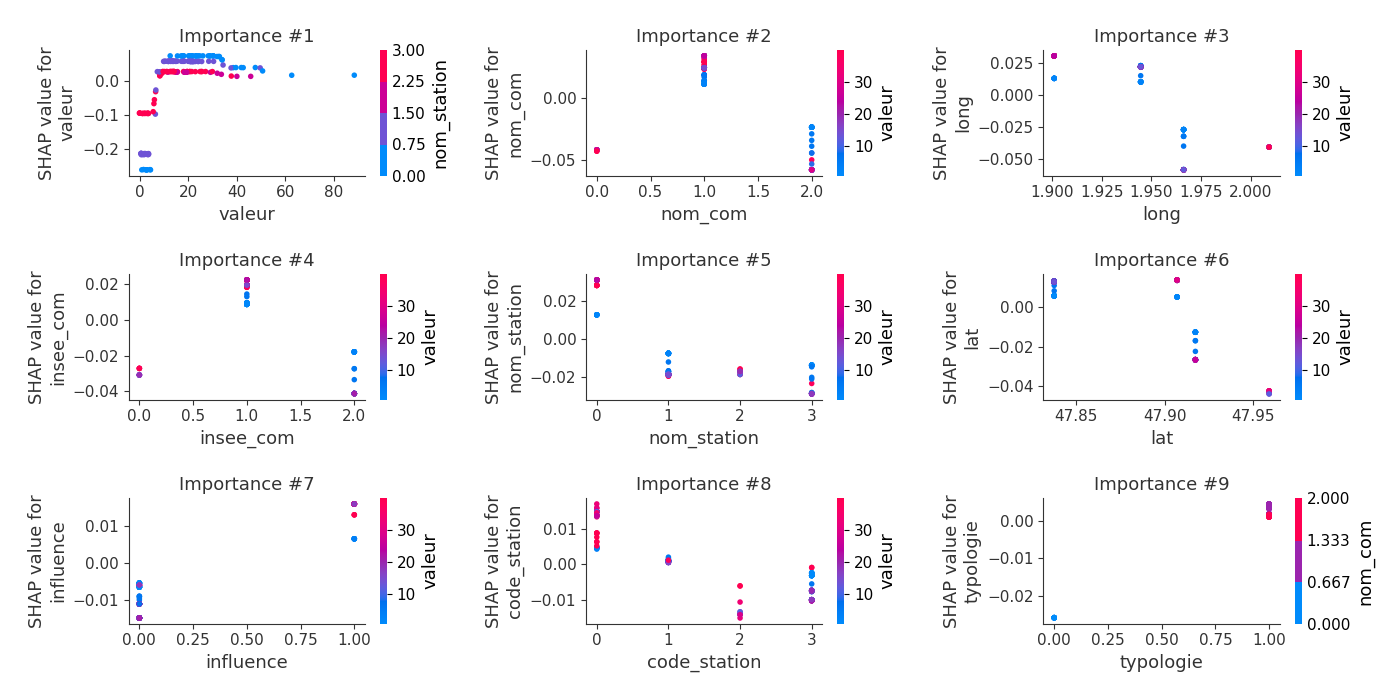 Importance #1
SHAP value for
valeur
0.0
−0.1
−0.2
0 20 40 60 80
valeur
3.00
2.25
1.50
0.75
0.00
nom_station
Importance #2
SHAP value for
nom_com
0.00
−0.05
0.0 0.5 1.0 1.5 2.0
nom_com
30
20
10
valeur
Importance #3
SHAP value for
long
0.025
0.000
−0.025
−0.050
1.900 1.925 1.950 1.975 2.000
long
30
20
10
valeur
Importance #4
SHAP value for
insee_com
0.02
0.00
−0.02
−0.04
0.0 0.5 1.0 1.5 2.0
insee_com
30
20
10
valeur
Importance #5
SHAP value for
nom_station
0.02
0.00
−0.02
0 1 2 3
nom_station
30
20
10
valeur
Importance #6
SHAP value for
lat
0.00
−0.02
−0.04
47.85 47.90 47.95
lat
30
20
10
valeur
Importance #7
SHAP value for
influence
0.01
0.00
−0.01
0.00 0.25 0.50 0.75 1.00
influence
30
20
10
valeur
Importance #8
SHAP value for
code_station
0.01
0.00
−0.01
0 1 2 3
code_station
30
20
10
valeur
Importance #9
SHAP value for
typologie
0.00
−0.01
−0.02
0.00 0.25 0.50 0.75 1.00
typologie
2.000
1.333
0.667
0.000
nom_com